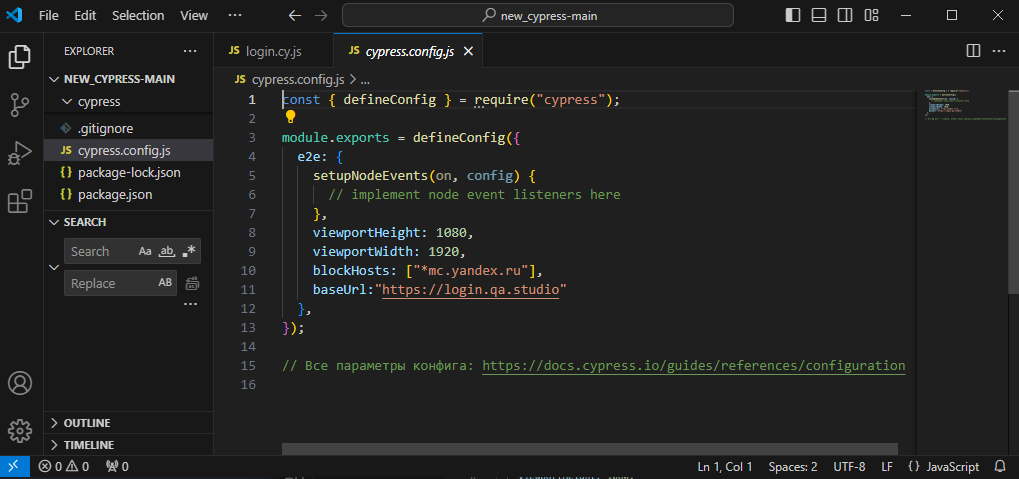 File Edit Selection View ··· new_cypress-main
EXPLORER ···
NEW_CYPRESS-MAIN
cypress
.gitignore
JS cypress.config.js
{} package-lock.json
{} package.json
SEARCH
Search Aa ab .*
Replace AB
···
OUTLINE
TIMELINE
JS login.cy.js JS cypress.config.js ···
JS cypress.config.js > ...
1 const { defineConfig } = require("cypress");
2
3 module.exports = defineConfig({
4 e2e: {
5 setupNodeEvents(on, config) {
6 // implement node event listeners here
7 },
8 viewportHeight: 1080,
9 viewportWidth: 1920,
10 blockHosts: ["*mc.yandex.ru"],
11 baseUrl:"https://login.qa.studio"
12 },
13 });
14
15 // Все параметры конфига: https://docs.cypress.io/guides/references/configuration
16
0 0 0 Ln 1, Col 1 Spaces: 2 UTF-8 LF {} JavaScript